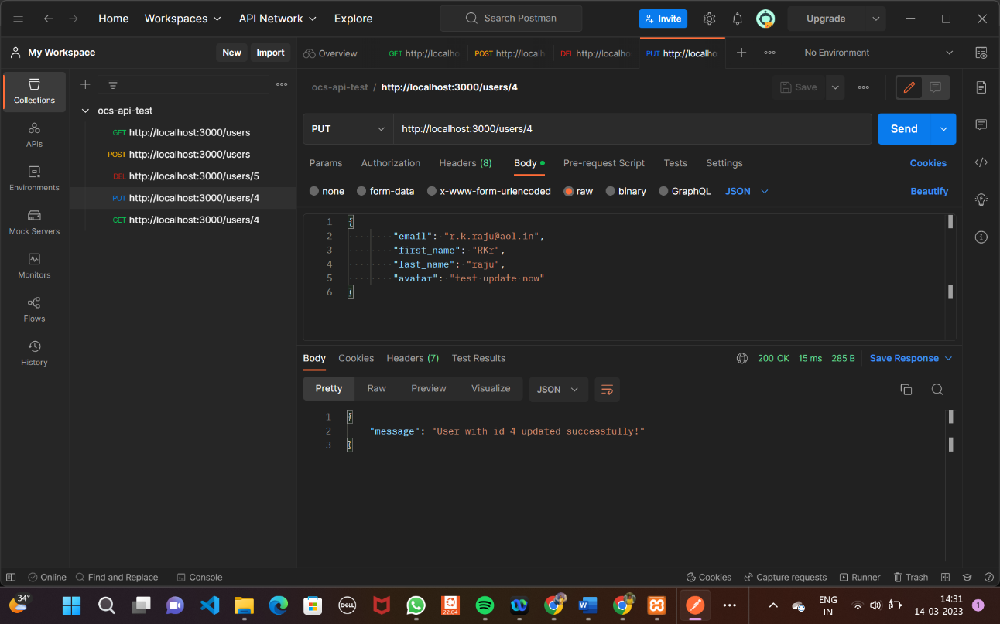 Home Workspaces API Network Explore Search Postman Invite Upgrade
My Workspace New Import Overview GET http://localho POST http://localh DEL http://localho PUT http://localho No Environment
Collections
APIs
Environments
Mock Servers
Monitors
Flows
History
ocs-api-test
GET http://localhost:3000/users
POST http://localhost:3000/users
DEL http://localhost:3000/users/5
PUT http://localhost:3000/users/4
GET http://localhost:3000/users/4
ocs-api-test / http://localhost:3000/users/4 Save
PUT http://localhost:3000/users/4 Send
Params Authorization Headers (8) Body Pre-request Script Tests Settings Cookies
none form-data x-www-form-urlencoded raw binary GraphQL JSON Beautify
1 {
2 "email": "r.k.raju@aol.in",
3 "first_name": "RKr",
4 "last_name": "raju",
5 "avatar": "test update now"
6 }
Body Cookies Headers (7) Test Results 200 OK 15 ms 285 B Save Response
Pretty Raw Preview Visualize JSON
1 {
2 "message": "User with id 4 updated successfully!"
3 }
Online Find and Replace Console Cookies Capture requests Runner Trash
34° DELL 22.04 W ENG 14:31
IN 14-03-2023 1